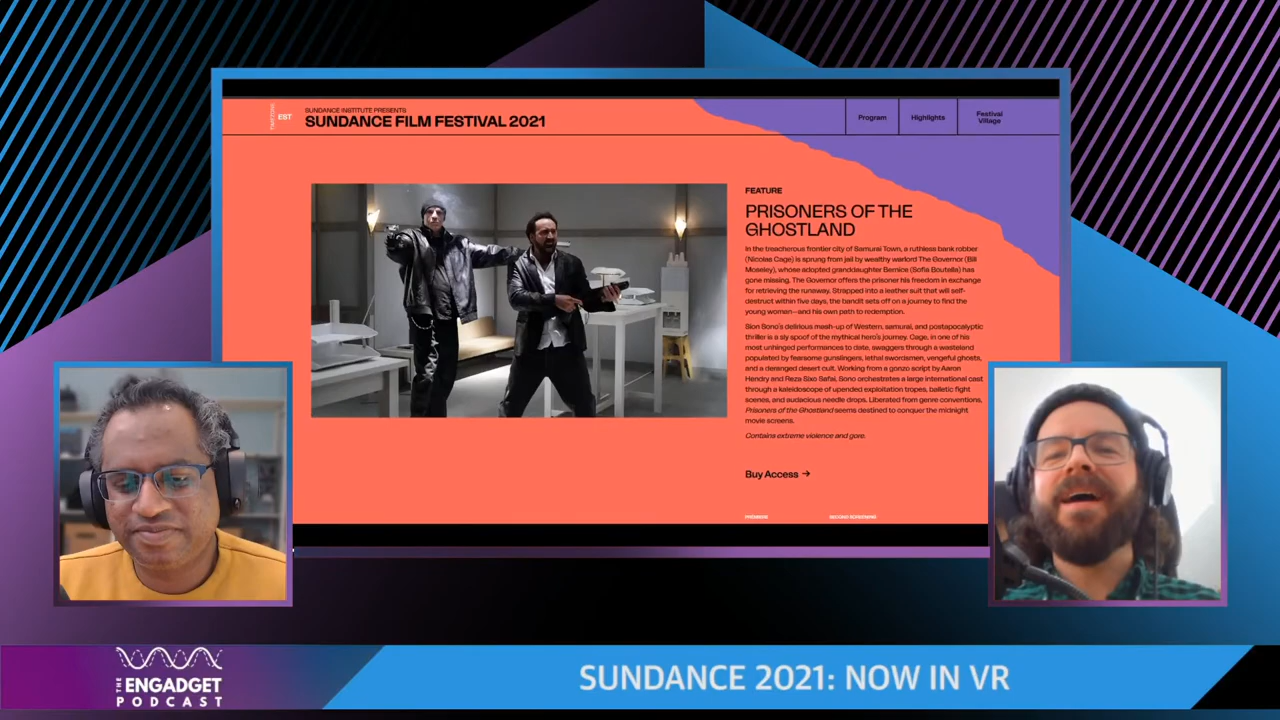 SUNDANCE INSTITUTE PRESENTS
EST
SUNDANCE FILM FESTIVAL 2021
Program
Highlights
Festival
Village
FEATURE
PRISONERS OF THE
GHOSTLAND
In the treacherous frontier city of Samurai Town, a ruthless bank robber
(Nicolas Cage) is sprung from jail by wealthy warlord The Governor (Bill
Moseley), whose adopted granddaughter Bernice (Sofia Boutella) has
gone missing. The Governor offers the prisoner his freedom in exchange
for retrieving the runaway. Strapped into a leather suit that will self-
destruct within five days, the bandit sets off on a journey to find the
young woman—and his own path to redemption.
Sion Sono's delirious mash-up of Western, samurai, and postapocalyptic
thriller is a sly spoof of the mythical hero's journey. Cage, in one of his
most unhinged performances to date, swaggers through a wasteland
populated by fearsome gunslingers, lethal swordsmen, vengeful ghosts,
and a deranged desert cult. Working from a gonzo script by Aaron
Hendry and Reza Sixo Safai, Sono orchestrates a large international cast
through a kaleidoscope of upended exploitation tropes, balletic fight
scenes, and audacious needle drops. Liberated from genre conventions,
Prisoners of the Ghostland seems destined to conquer the midnight
movie screens.
Contains extreme violence and gore.
Buy Access →
PREMIERE
SECOND SCREENING
THE
ENGADGET
PODCAST
SUNDANCE 2021: NOW IN VR